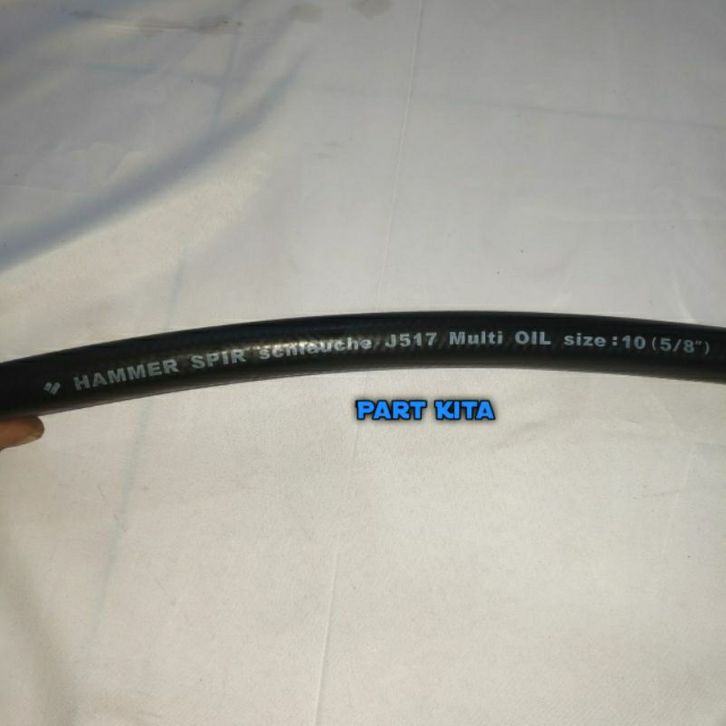 HAMMER SPIR schlauche J517 Multi OIL size:10 (5/8")
PART KITA